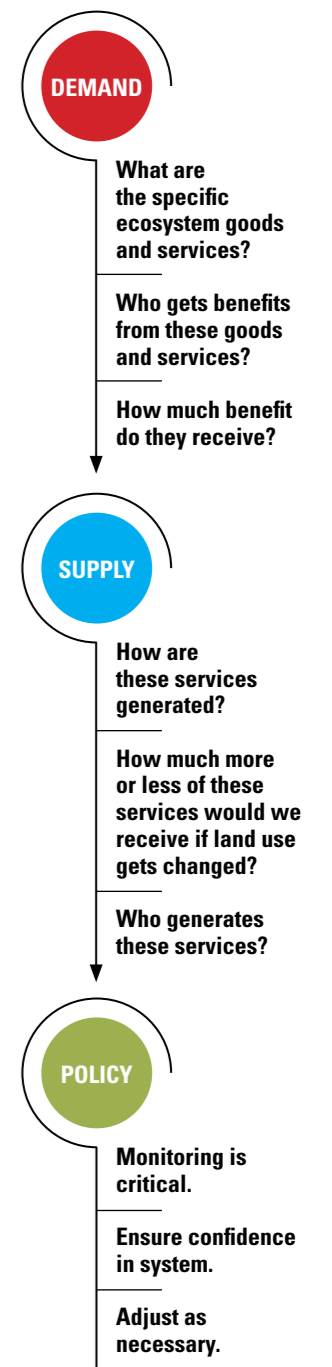 DEMAND
What are
the specific
ecosystem goods
and services?
Who gets benefits
from these goods
and services?
How much benefit
do they receive?
SUPPLY
How are
these services
generated?
How much more
or less of these
services would we
receive if land use
gets changed?
Who generates
these services?
POLICY
Monitoring is
critical.
Ensure confidence
in system.
Adjust as
necessary.